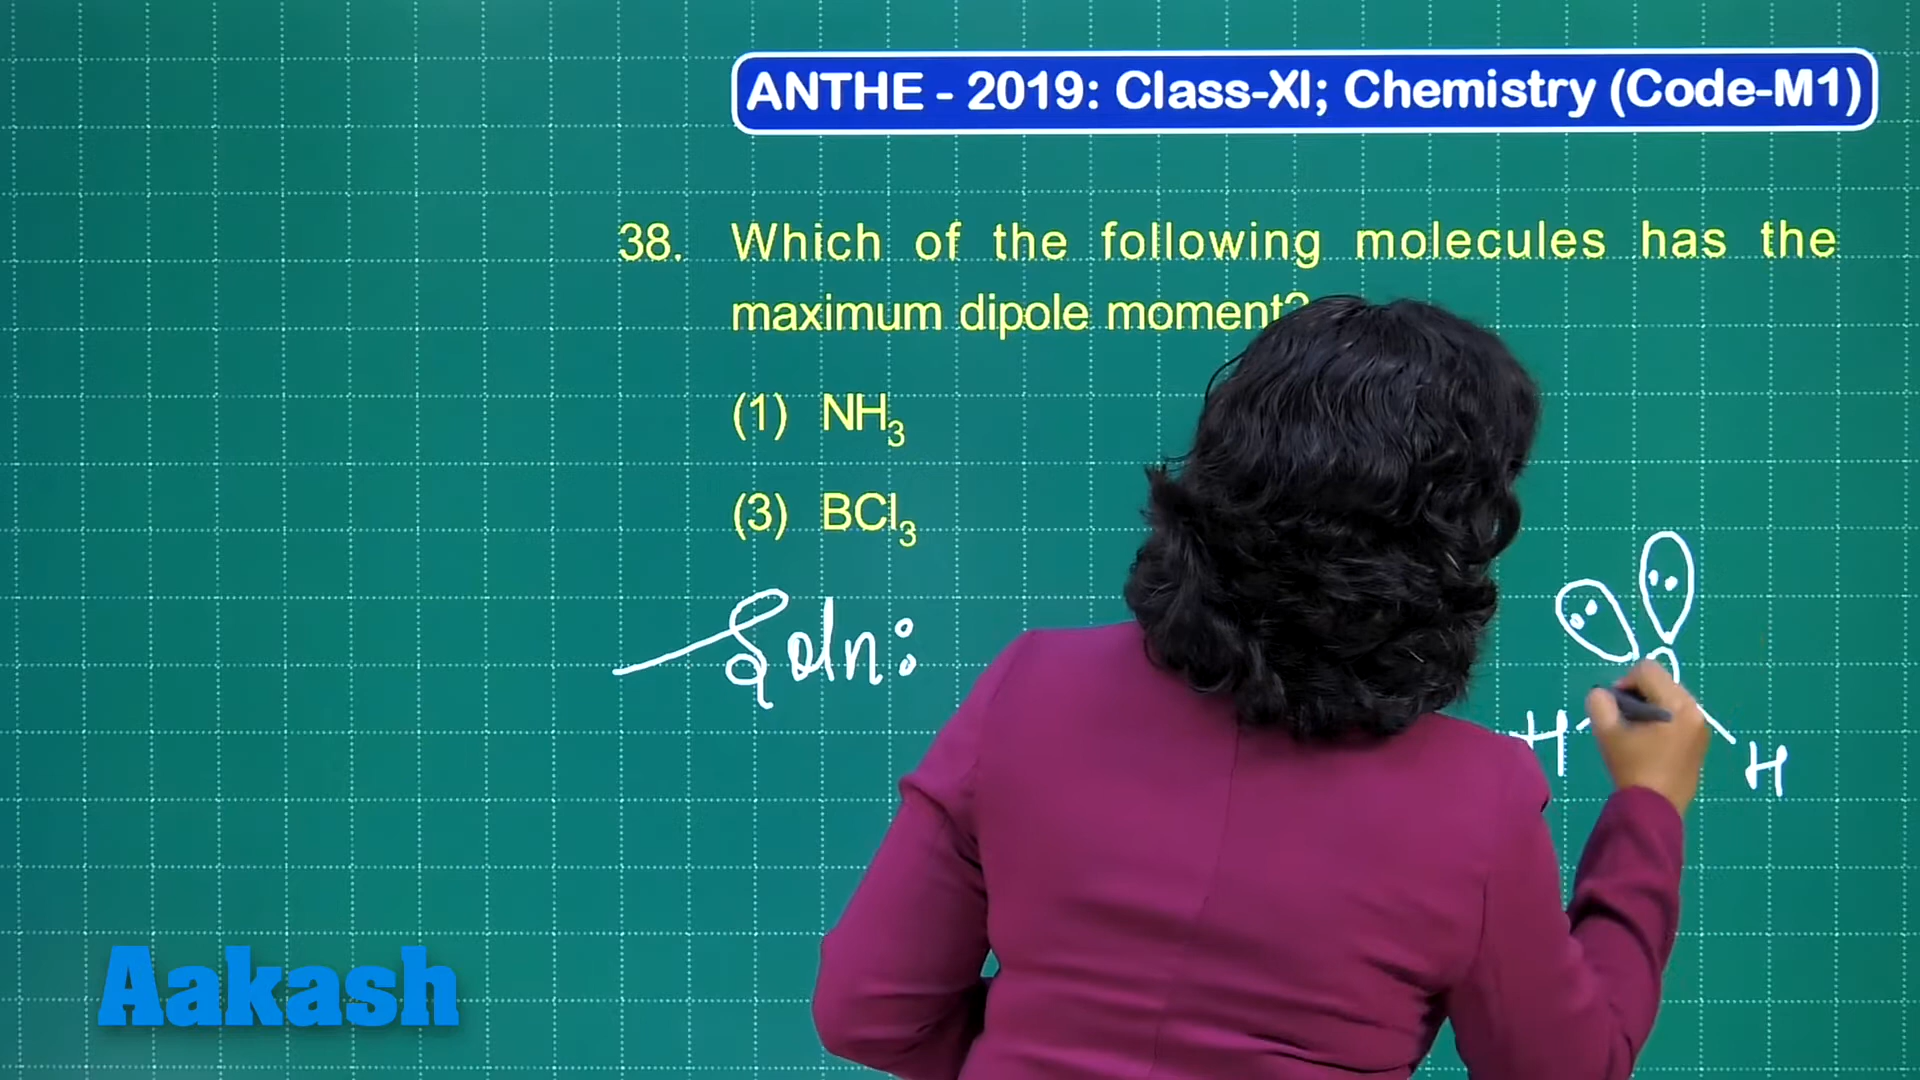 ANTHE - 2019: Class-XI; Chemistry (Code-M1)
38. Which of the following molecules has the
maximum dipole moment?
(1) NH₃
(3) BCl₃
Soln:
H
H
Aakash